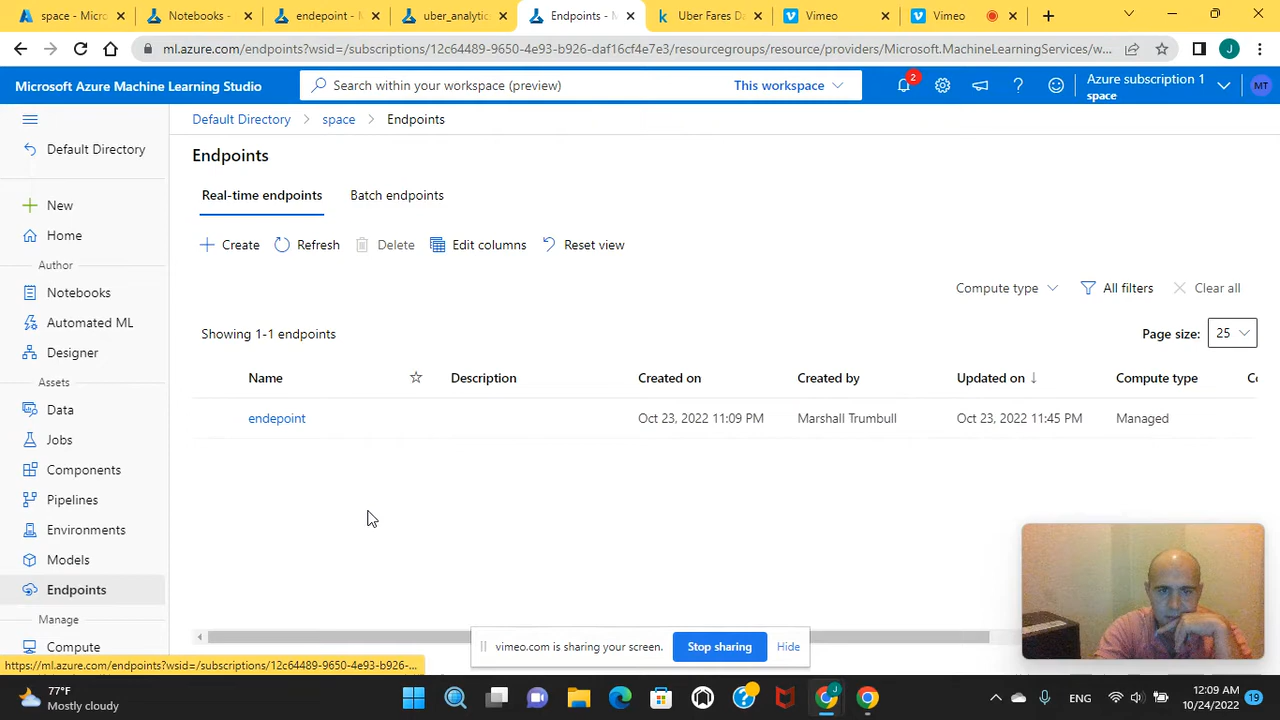 space - Micro
Notebooks -
endepoint - M
uber_analytic
Endpoints - M
Uber Fares Da
Vimeo
Vimeo
ml.azure.com/endpoints?wsid=/subscriptions/12c64489-9650-4e93-b926-daf16cf4e7e3/resourcegroups/resource/providers/Microsoft.MachineLearningServices/w...
J
Microsoft Azure Machine Learning Studio
Search within your workspace (preview)
This workspace
2
Azure subscription 1
space
MT
Default Directory
space
Endpoints
Default Directory
New
Home
Author
Notebooks
Automated ML
Designer
Assets
Data
Jobs
Components
Pipelines
Environments
Models
Endpoints
Manage
Compute
Endpoints
Real-time endpoints
Batch endpoints
Create
Refresh
Delete
Edit columns
Reset view
Compute type
All filters
Clear all
Showing 1-1 endpoints
Page size:
25
Name
Description
Created on
Created by
Updated on
Compute type
endepoint
Oct 23, 2022 11:09 PM
Marshall Trumbull
Oct 23, 2022 11:45 PM
Managed
vimeo.com is sharing your screen.
Stop sharing
Hide
https://ml.azure.com/endpoints?wsid=/subscriptions/12c64489-9650-4e93-b926-...
77°F
Mostly cloudy
J
ENG
12:09 AM
10/24/2022
19